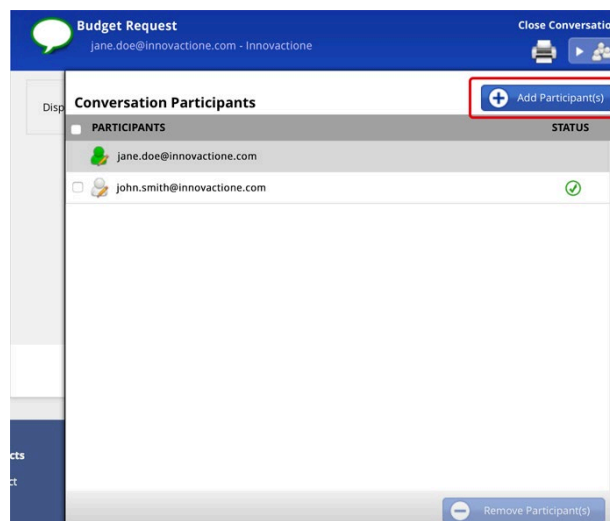 Budget Request
Close Conversatio
jane.doe@innovactione.com - Innovactione
Disp
Conversation Participants
Add Participant(s)
PARTICIPANTS
STATUS
jane.doe@innovactione.com
john.smith@innovactione.com
cts
ct
Remove Participant(s)